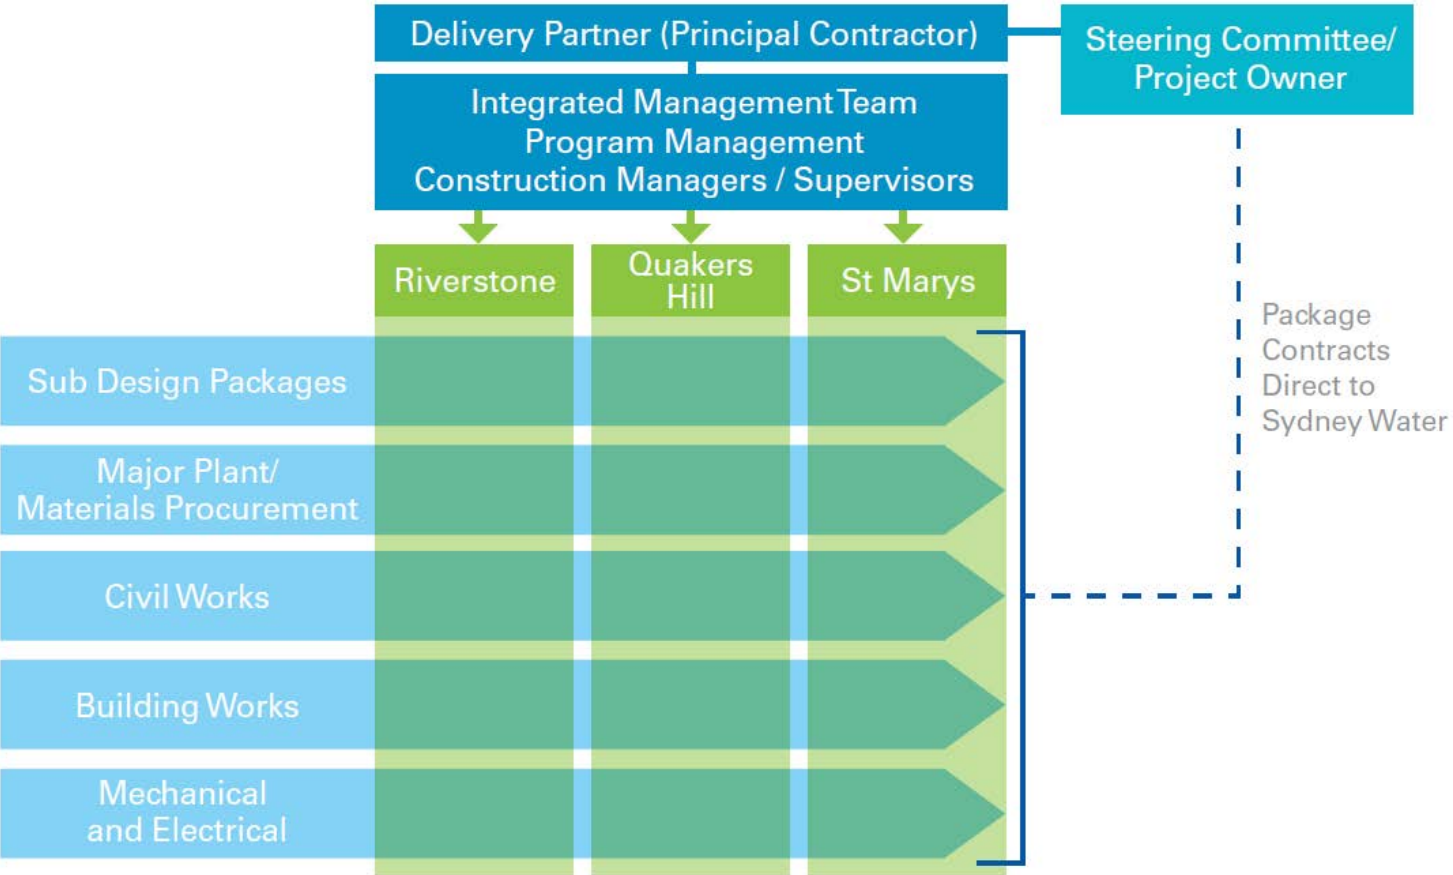 Delivery Partner (Principal Contractor)
Steering Committee/
Project Owner
Integrated Management Team
Program Management
Construction Managers / Supervisors
Riverstone
Quakers
Hill
St Marys
Package
Contracts
Direct to
Sydney Water
Sub Design Packages
Major Plant/
Materials Procurement
Civil Works
Building Works
Mechanical
and Electrical